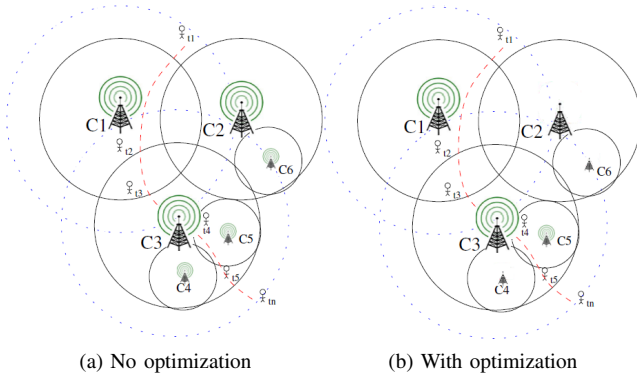 t1
C1
C2
t2
C6
t3
t4
C3
C5
t5
C4
tn
(a) No optimization
t1
C1
C2
t2
C6
t3
t4
C3
C5
t5
C4
tn
(b) With optimization